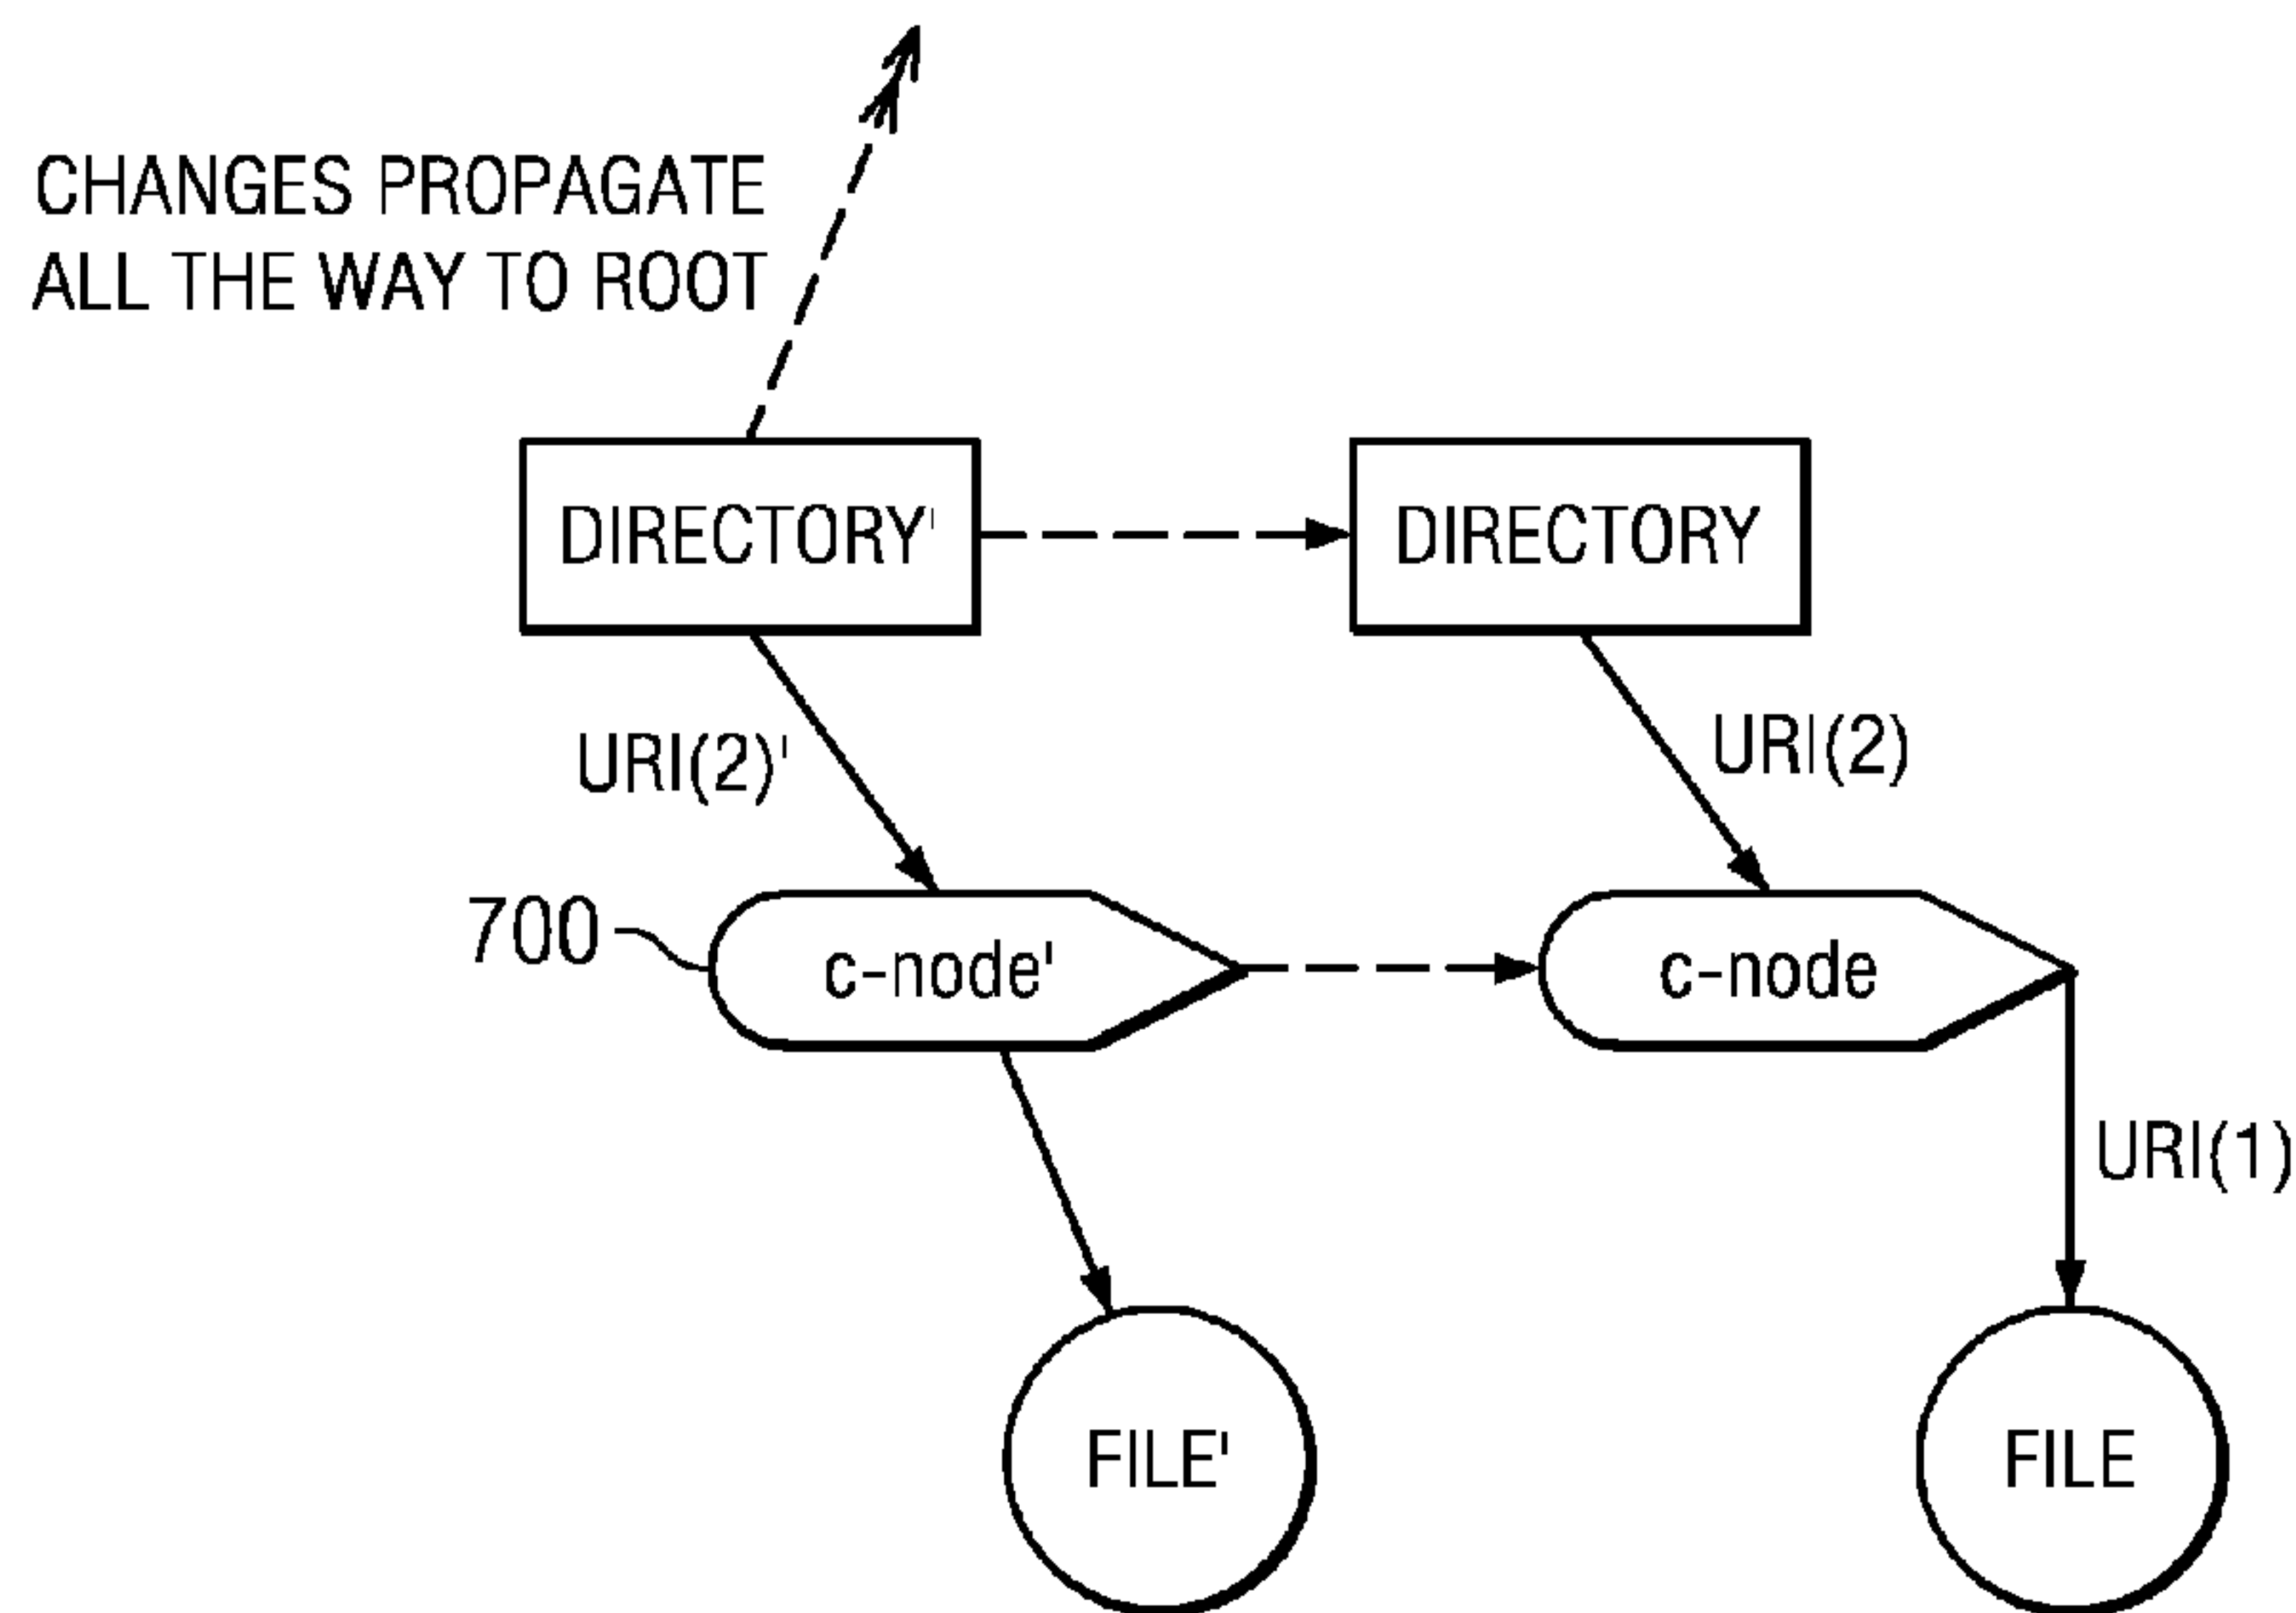 CHANGES PROPAGATE
ALL THE WAY TO ROOT
DIRECTORY'
DIRECTORY
URI(2)'
URI(2)
700
c-node'
c-node
URI(1)
FILE'
FILE